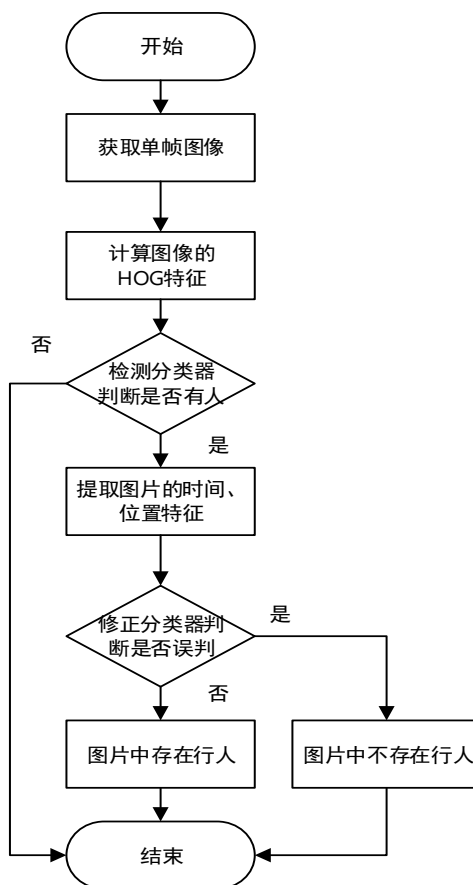 开始
获取单帧图像
计算图像的
HOG特征
否
检测分类器
判断是否有人
是
提取图片的时间、
位置特征
修正分类器判
断是否误判
是
否
图片中存在行人
图片中不存在行人
结束